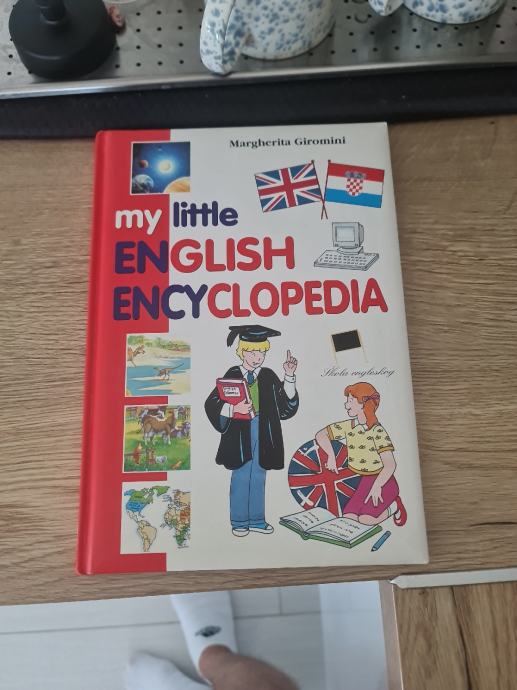 Margherita Giromini
my little
ENGLISH
ENCYCLOPEDIA
Škola engleskog